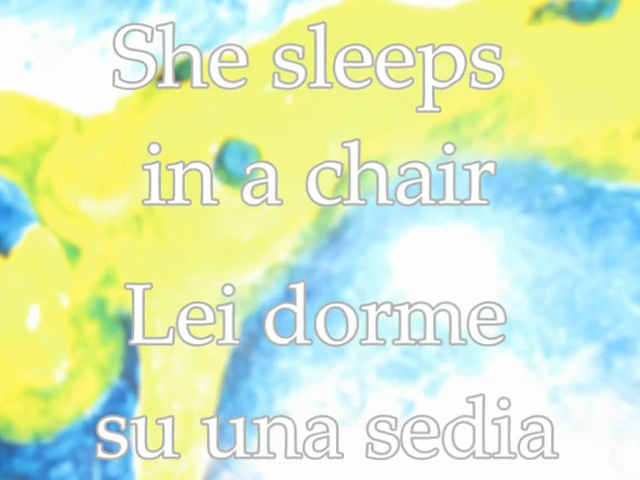 She sleeps
in a chair
Lei dorme
su una sedia